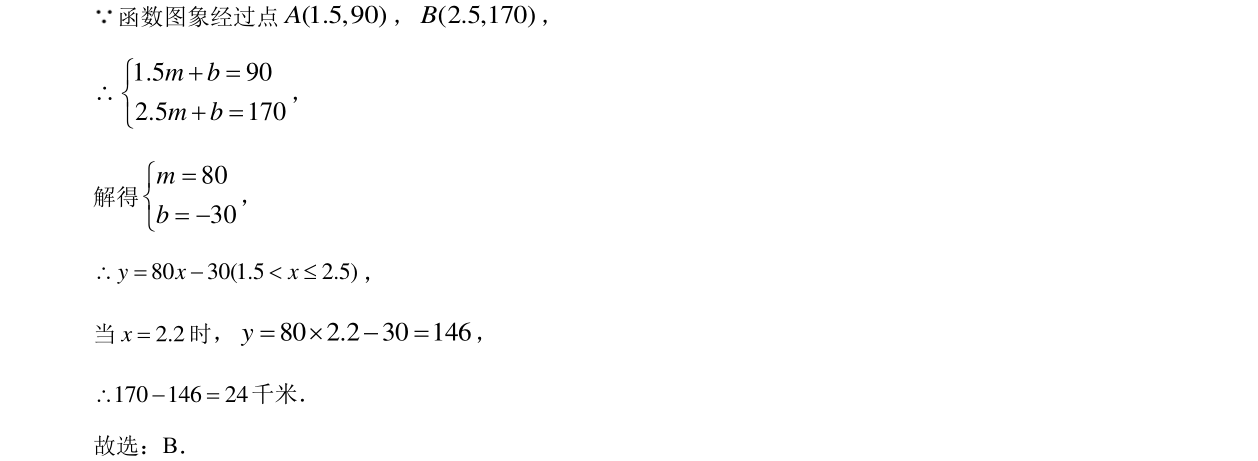 ∵函数图象经过点 A(1.5,90)， B(2.5,170)，
∴ {1.5m+b=90
2.5m+b=170，
解得 {m=80
b=−30，
∴y=80x−30(1.5<x≤2.5)，
当 x=2.2 时， y=80×2.2−30=146，
∴170−146=24千米．
故选：B．